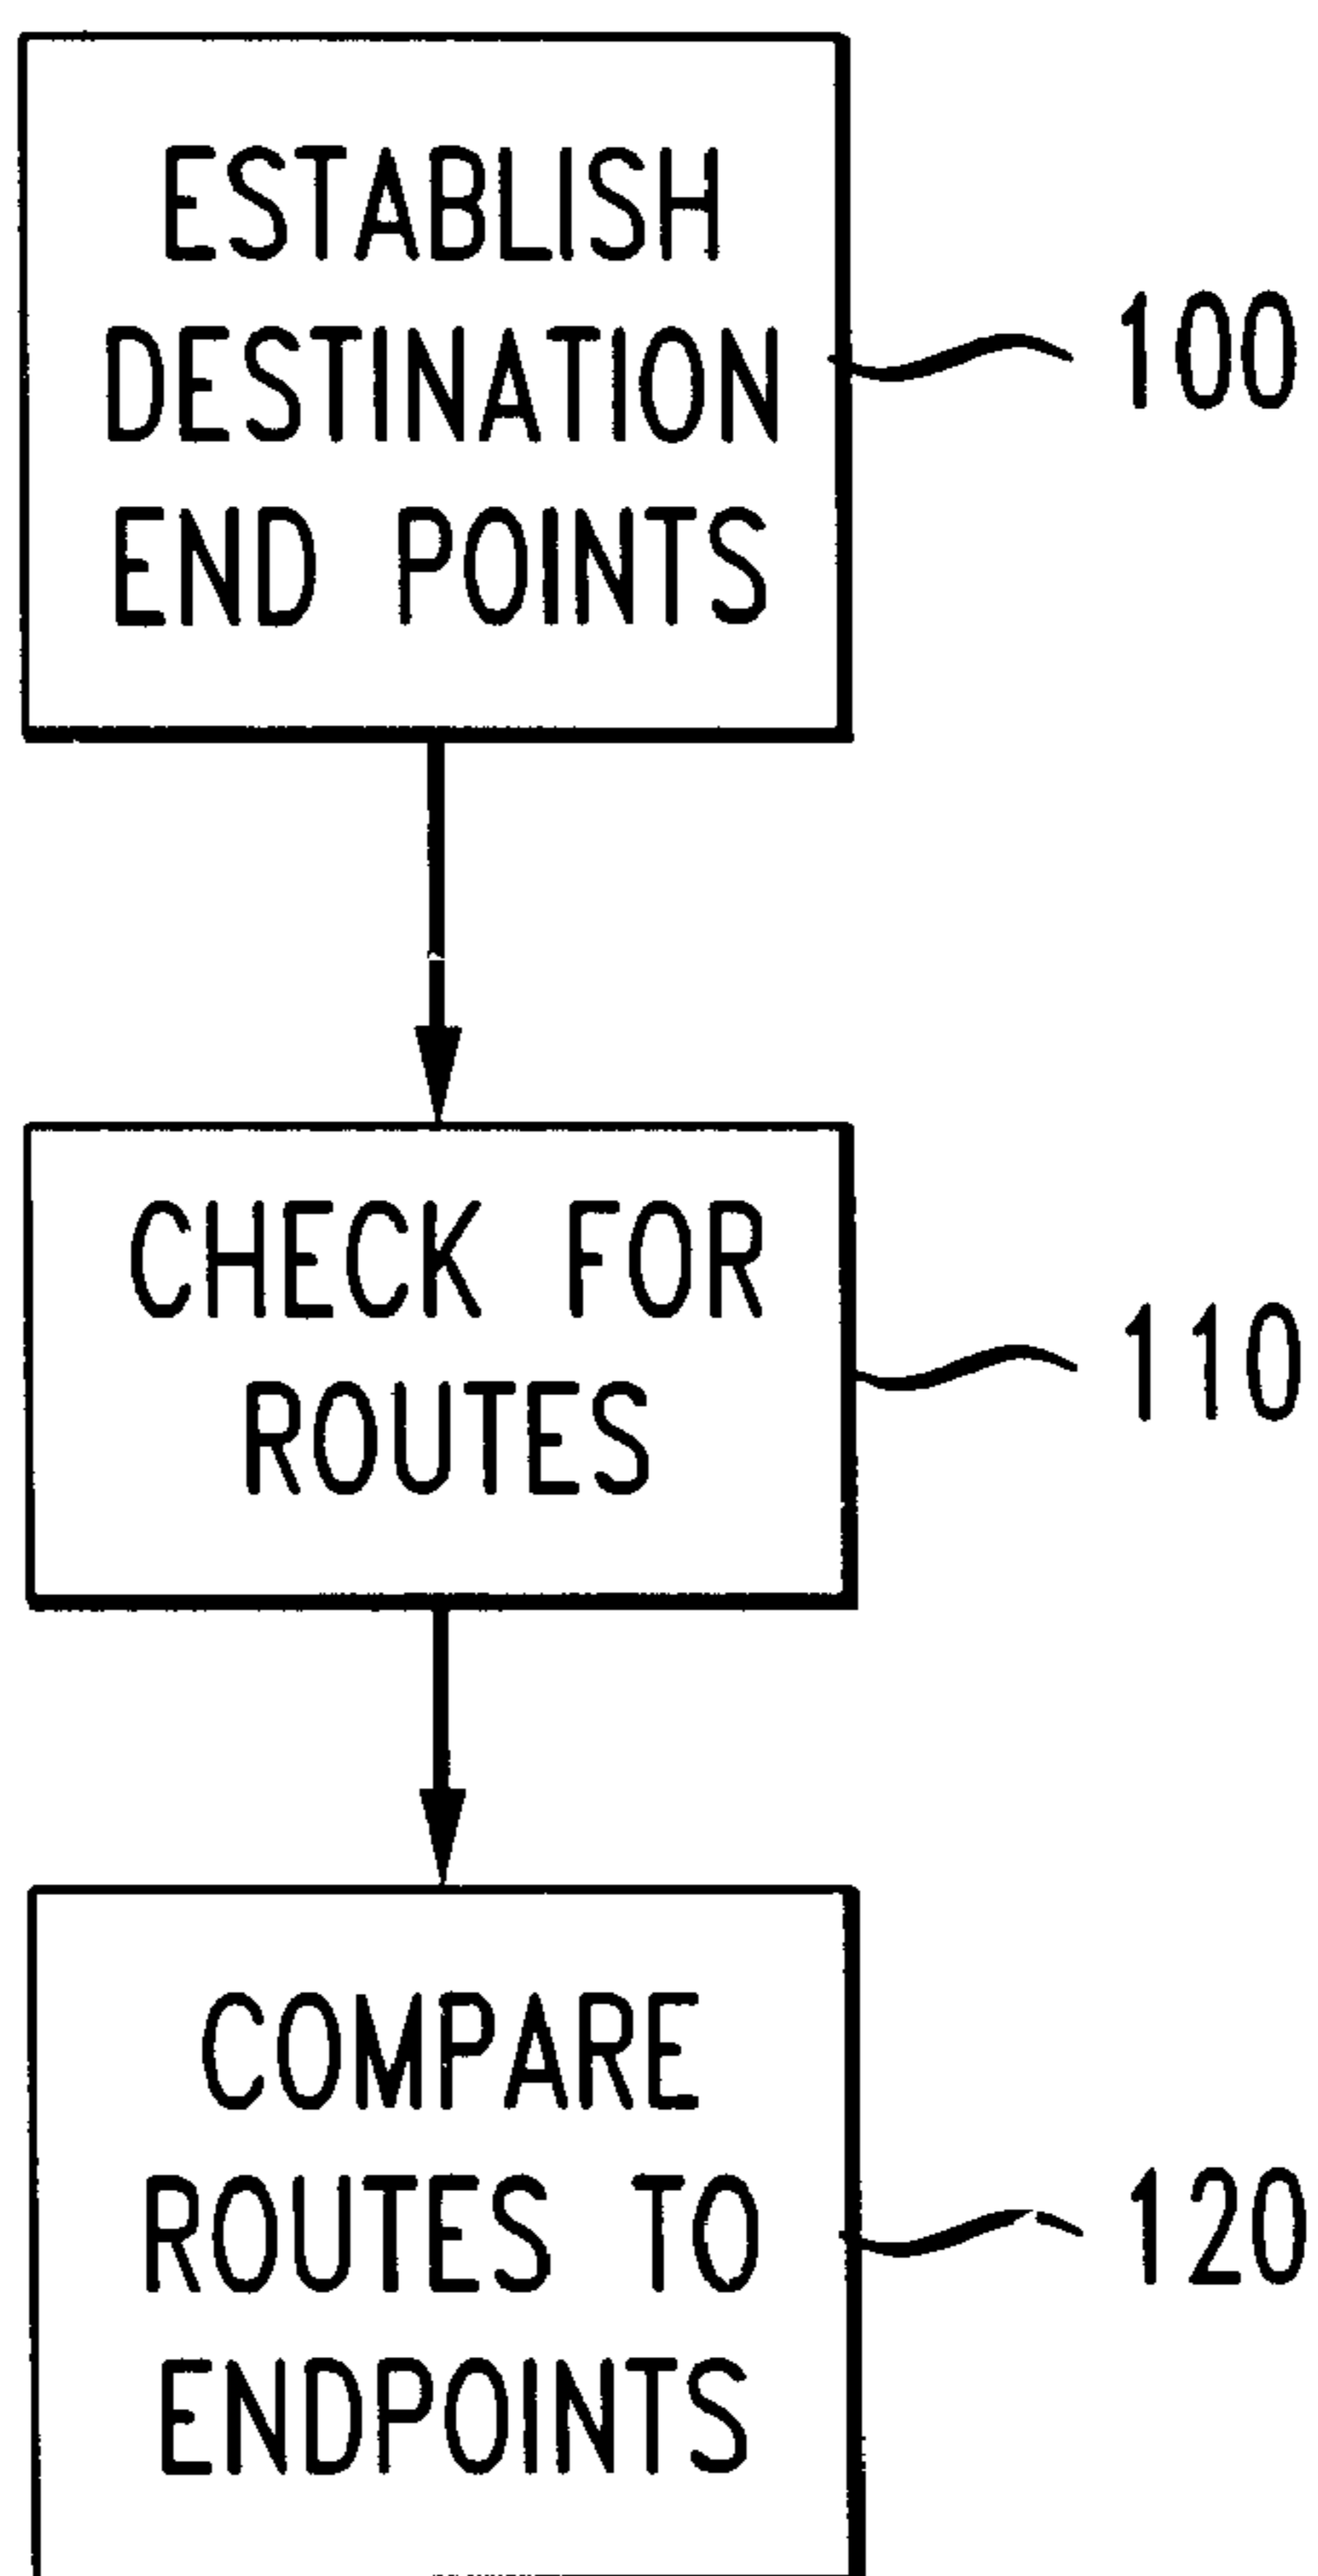 ESTABLISH
DESTINATION
END POINTS
100
CHECK FOR
ROUTES
110
COMPARE
ROUTES TO
ENDPOINTS
120